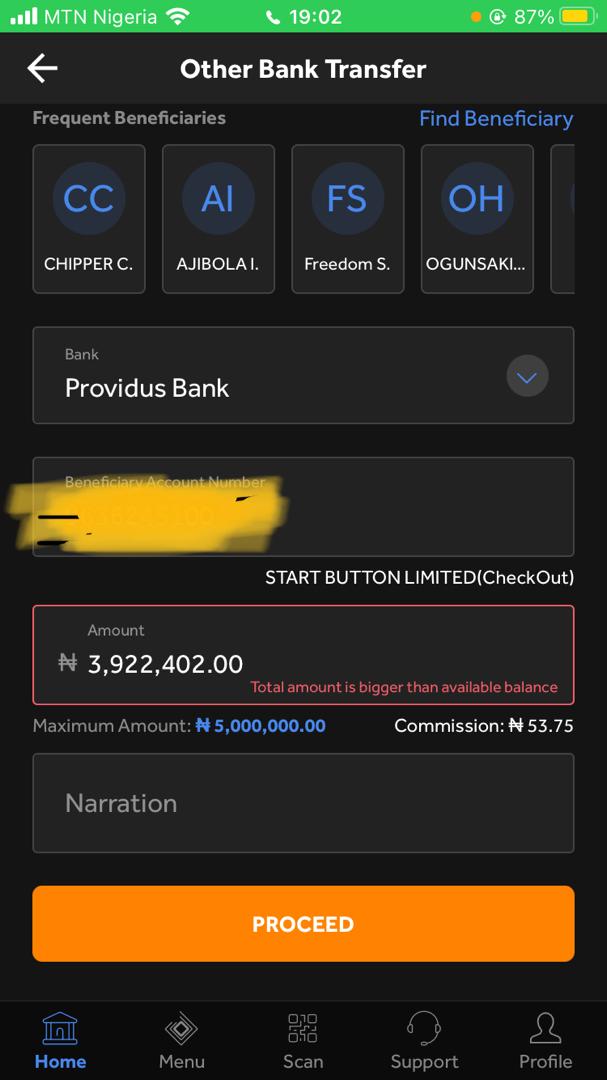 MTN Nigeria 19:02 87%
Other Bank Transfer
Frequent Beneficiaries Find Beneficiary
CC AI FS OH
CHIPPER C. AJIBOLA I. Freedom S. OGUNSAKI...
Bank
Providus Bank
Beneficiary Account Number
START BUTTON LIMITED(CheckOut)
Amount
₦ 3,922,402.00
Total amount is bigger than available balance
Maximum Amount: ₦ 5,000,000.00 Commission: ₦ 53.75
Narration
PROCEED
Home Menu Scan Support Profile